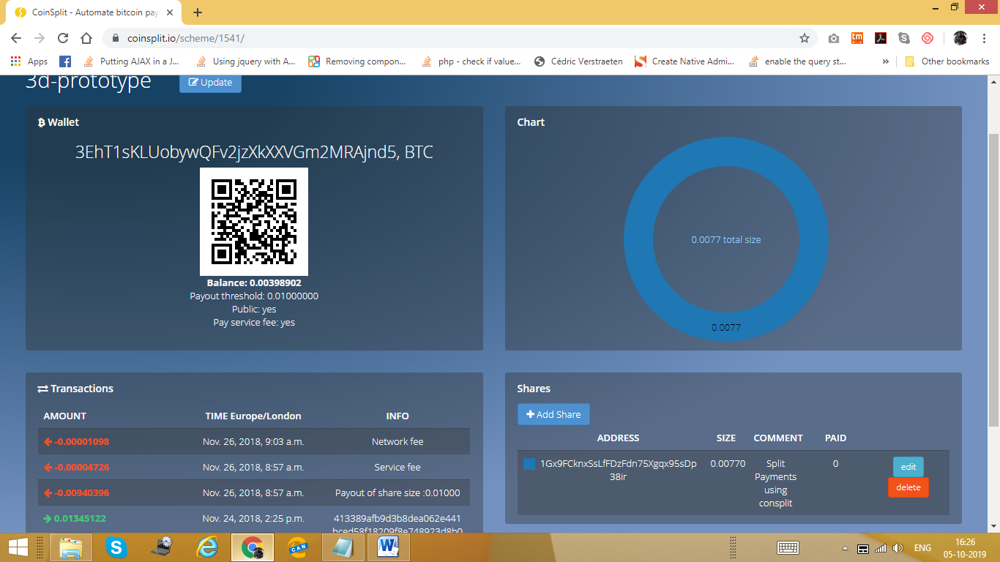 CoinSplit - Automate bitcoin pay
coinsplit.io/scheme/1541/
Apps
Putting AJAX in a J...
Using jquery with A...
Removing compon...
php - check if value...
Cédric Verstraeten
Create Native Admi...
enable the query st...
»
Other bookmarks
3d-prototype
Update
Wallet
3EhT1sKLUobywQFv2jzXkXXVGm2MRAjnd5, BTC
Balance: 0.00398902
Payout threshold: 0.01000000
Public: yes
Pay service fee: yes
Chart
0.0077 total size
0.0077
Transactions
AMOUNT TIME Europe/London INFO
-0.00001098 Nov. 26, 2018, 9:03 a.m. Network fee
-0.00004726 Nov. 26, 2018, 8:57 a.m. Service fee
-0.00940396 Nov. 26, 2018, 8:57 a.m. Payout of share size :0.01000
0.01345122 Nov. 24, 2018, 2:25 p.m. 413389afb9d3b8dea062e441
bced58f18209f8e748923d8b0
Shares
+ Add Share
ADDRESS SIZE COMMENT PAID
1Gx9FCknxSsLfFDzFdn75Xgqx95sDp
38ir
0.00770
Split
Payments
using
consplit
0
edit
delete
CAN
ENG
16:26
05-10-2019